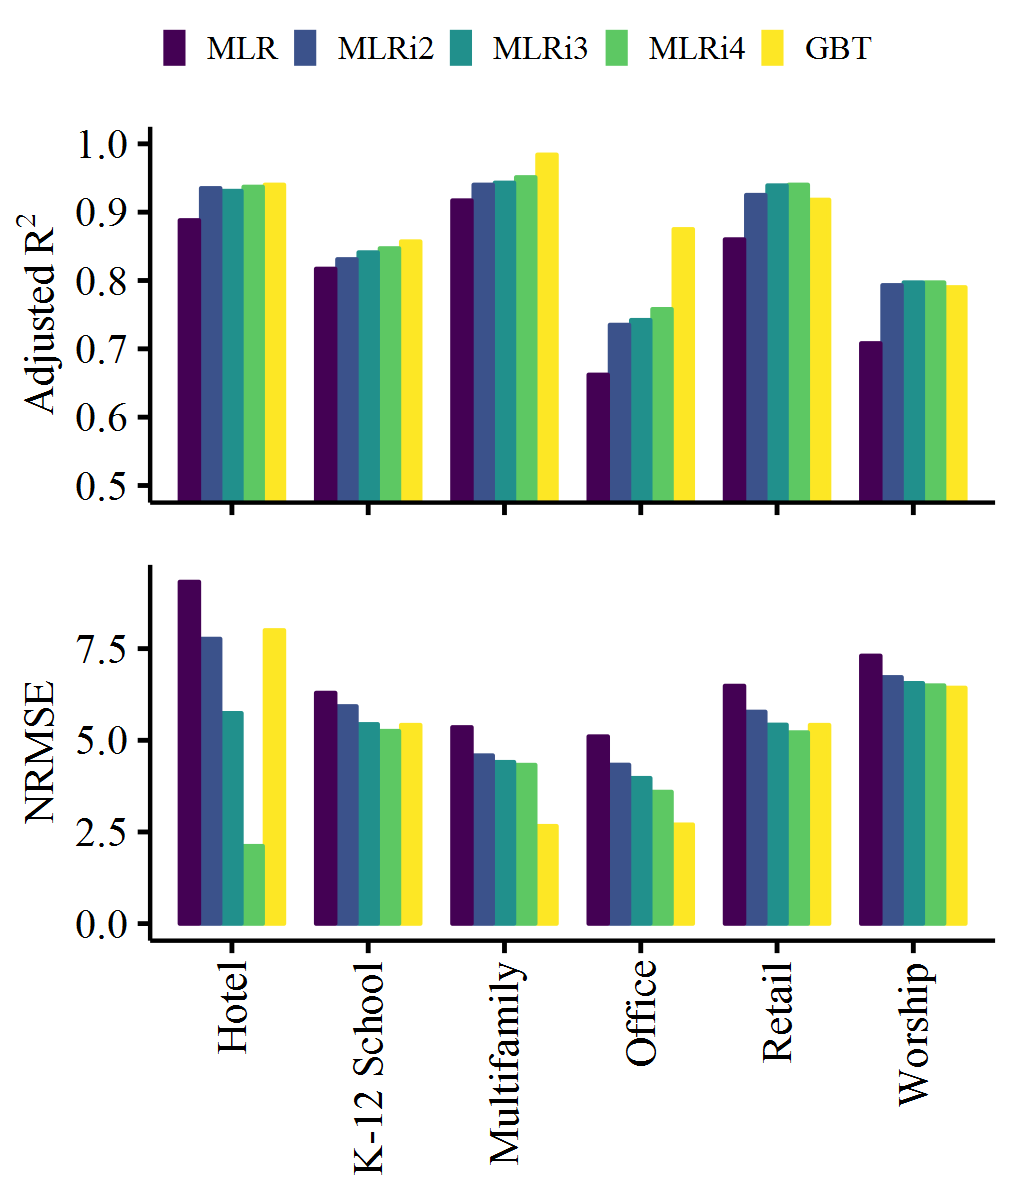 MLR MLRi2 MLRi3 MLRi4 GBT
Adjusted R²
1.0
0.9
0.8
0.7
0.6
0.5
NRMSE
7.5
5.0
2.5
0.0
Hotel
K-12 School
Multifamily
Office
Retail
Worship